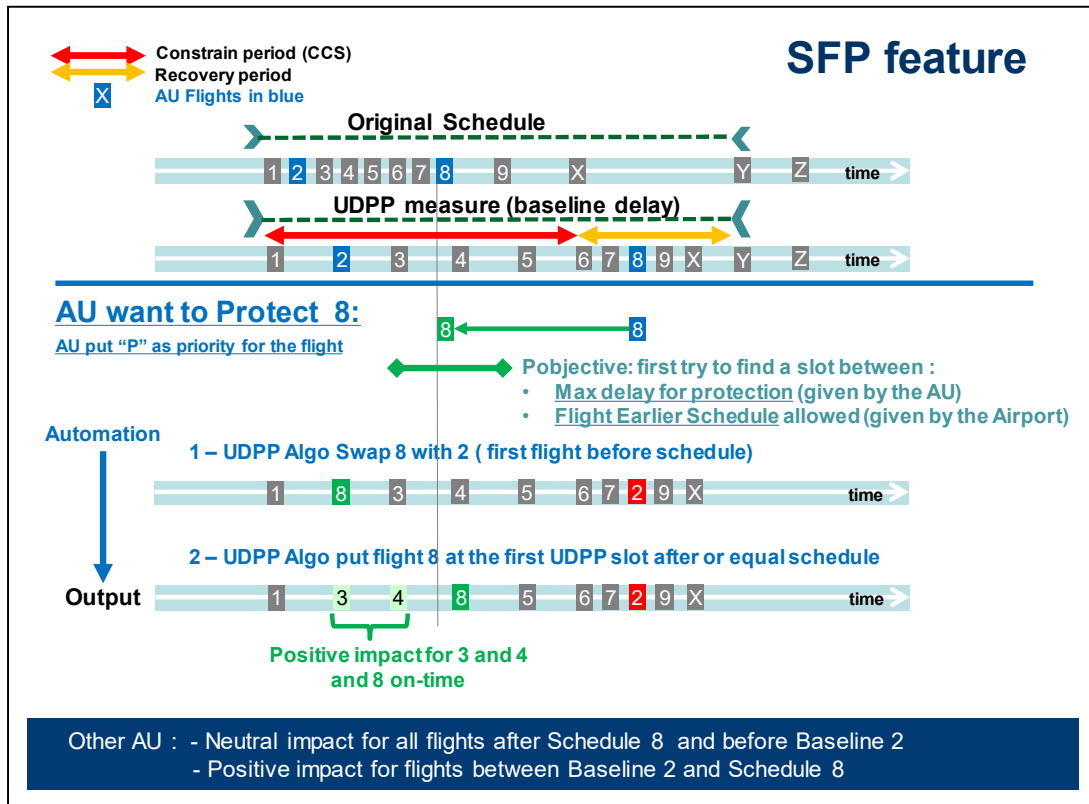 SFP feature
Constrain period (CCS)
Recovery period
X AU Flights in blue
Original Schedule
1 2 3 4 5 6 7 8 9 X Y Z time
UDPP measure (baseline delay)
1 2 3 4 5 6 7 8 9 X Y Z time
AU want to Protect 8:
AU put “P” as priority for the flight
8 8
Pobjective: first try to find a slot between :
• Max delay for protection (given by the AU)
• Flight Earlier Schedule allowed (given by the Airport)
Automation
1 – UDPP Algo Swap 8 with 2 ( first flight before schedule)
1 8 3 4 5 6 7 2 9 X time
2 – UDPP Algo put flight 8 at the first UDPP slot after or equal schedule
Output 1 3 4 8 5 6 7 2 9 X time
Positive impact for 3 and 4
and 8 on-time
Other AU : - Neutral impact for all flights after Schedule 8 and before Baseline 2
- Positive impact for flights between Baseline 2 and Schedule 8